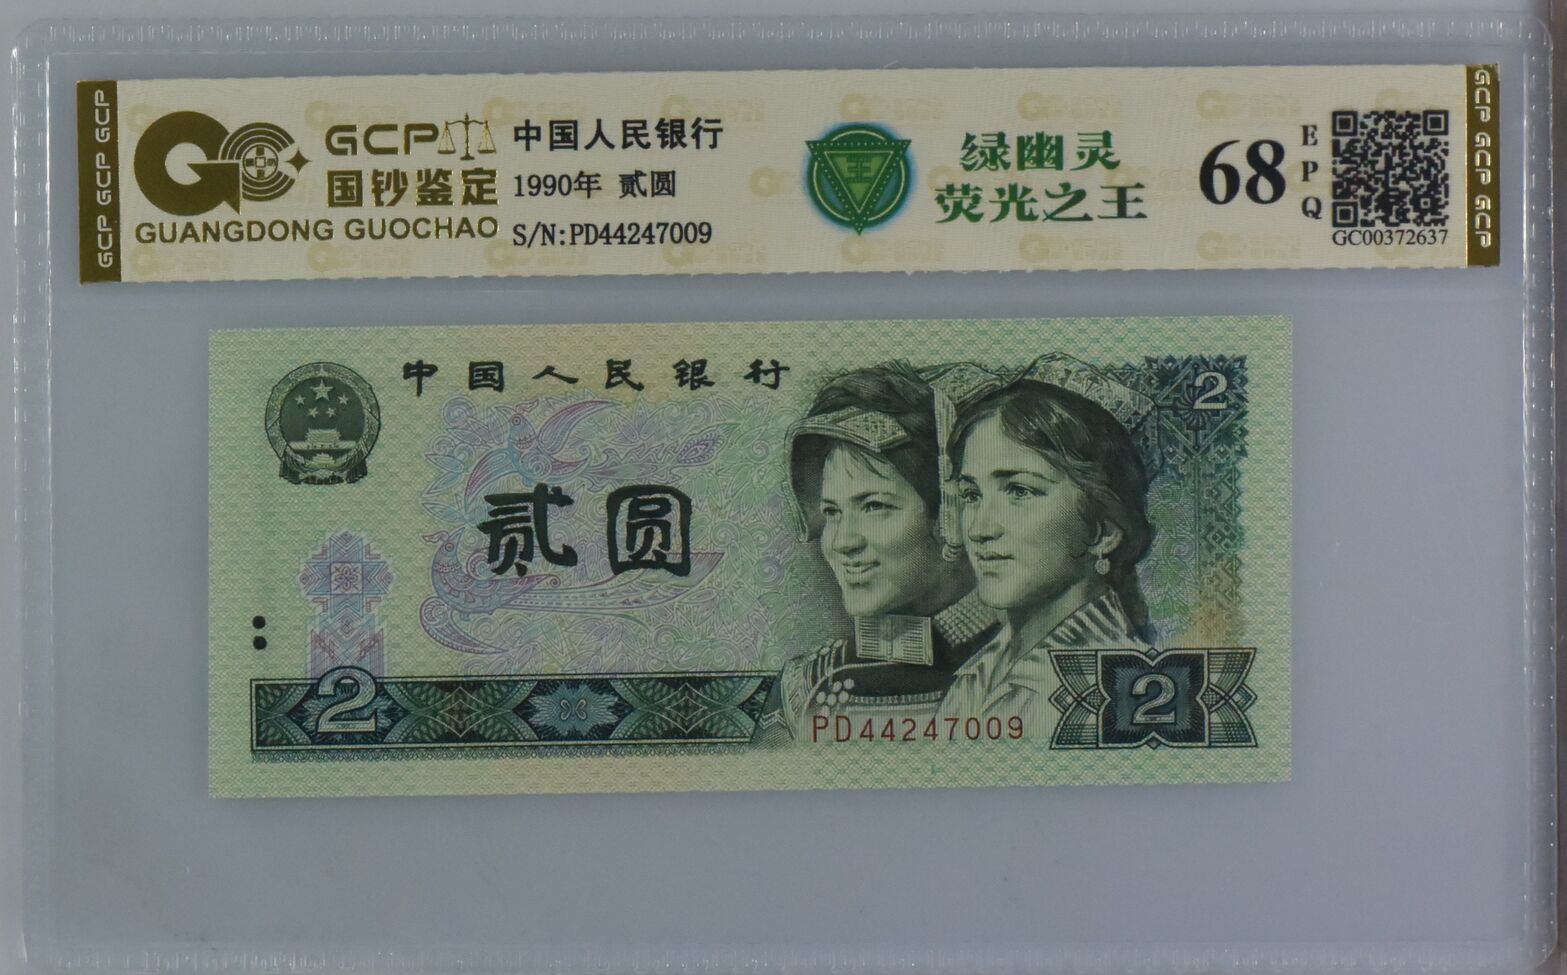 GCP GCP GCP
GCP
国钞鉴定
GUANGDONG GUOCHAO
中国人民银行
1990年 贰圆
S/N:PD44247009
王
绿幽灵
荧光之王
68
EPQ
GC00372637
GCP GCP GCP
中国人民银行
2
贰圆
2
PD44247009
2